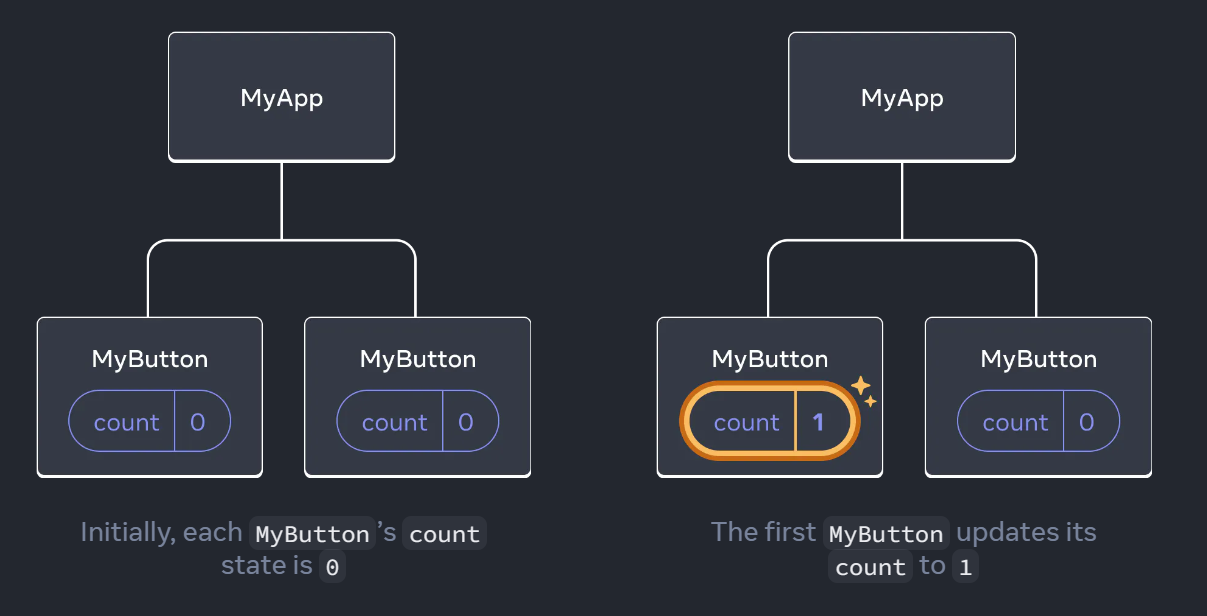 MyApp
MyButton
count 0
MyButton
count 0
Initially, each MyButton’s count
state is 0
MyApp
MyButton
count 1
MyButton
count 0
The first MyButton updates its
count to 1